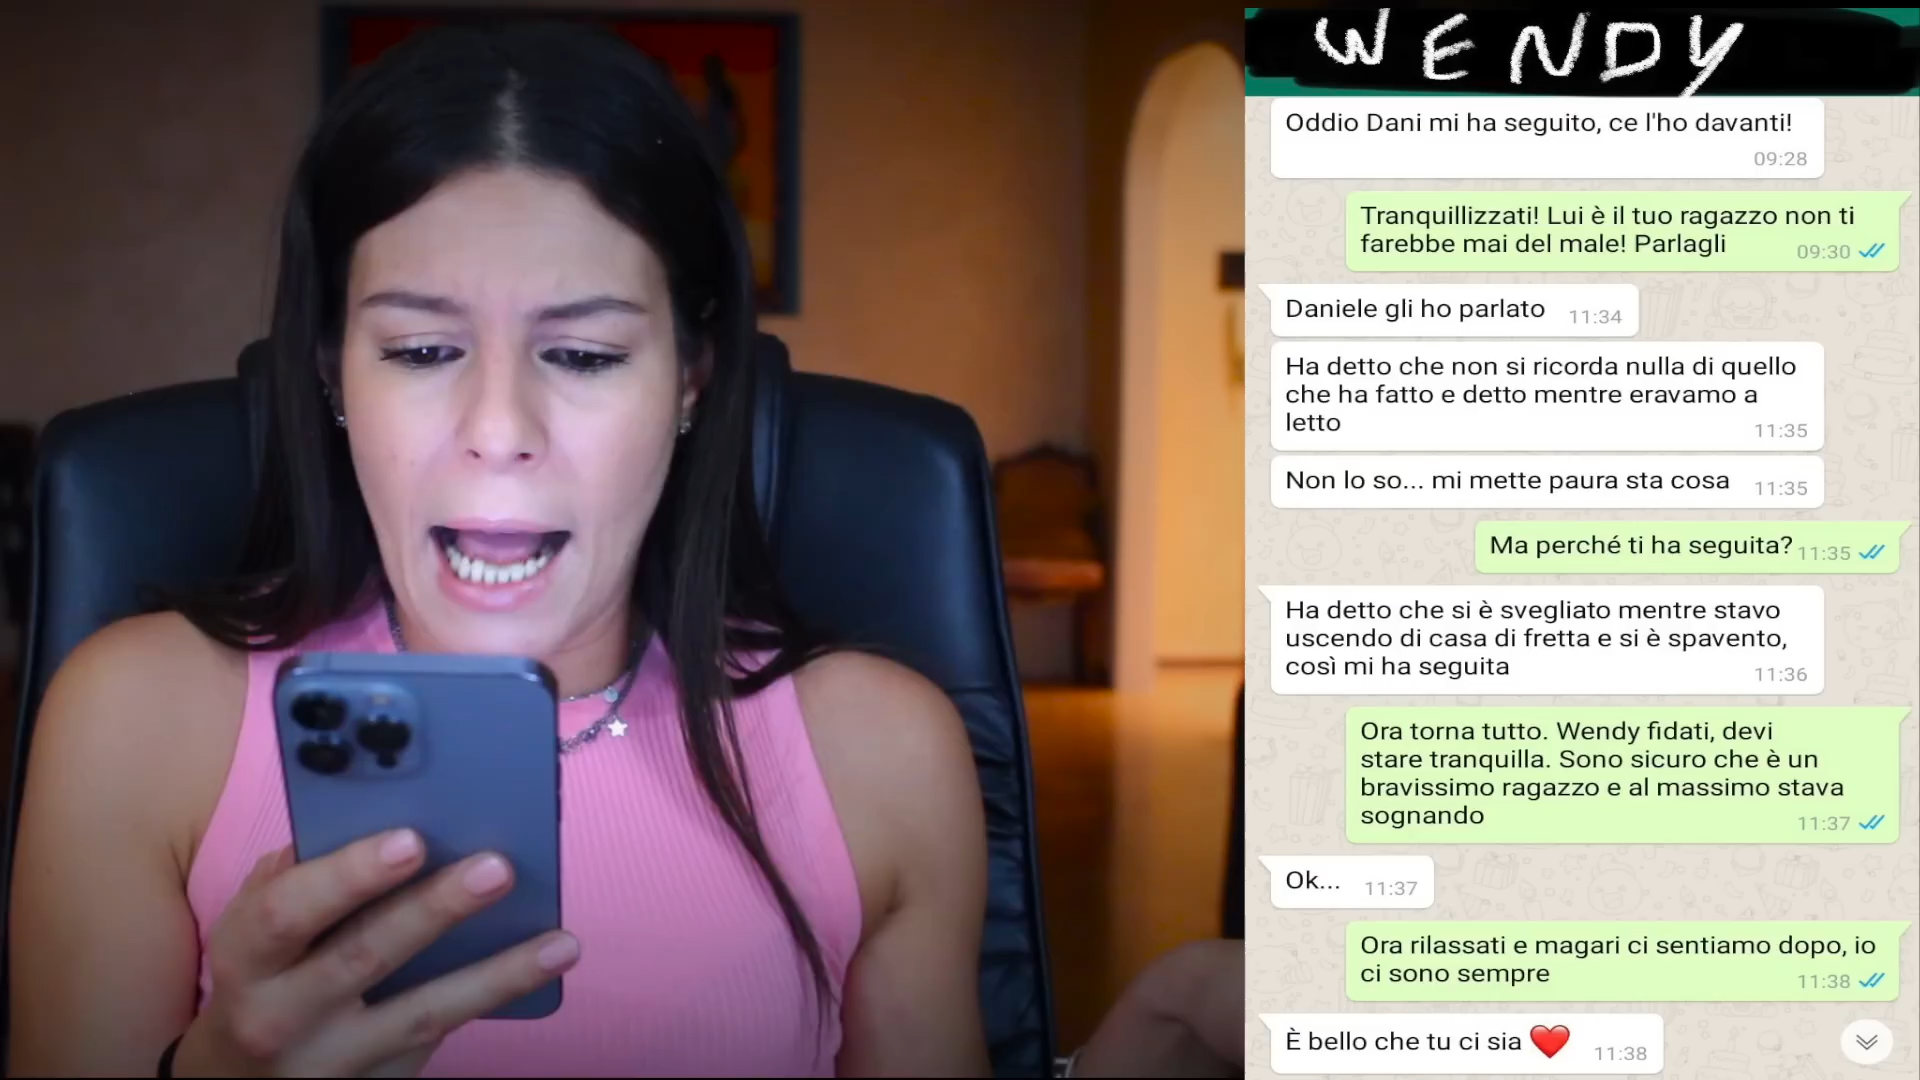 WENDY
Oddio Dani mi ha seguito, ce l'ho davanti!
09:28
Tranquillizzati! Lui è il tuo ragazzo non ti
farebbe mai del male! Parlagli
09:30
Daniele gli ho parlato
11:34
Ha detto che non si ricorda nulla di quello
che ha fatto e detto mentre eravamo a
letto
11:35
Non lo so... mi mette paura sta cosa
11:35
Ma perché ti ha seguita?
11:35
Ha detto che si è svegliato mentre stavo
uscendo di casa di fretta e si è spavento,
così mi ha seguita
11:36
Ora torna tutto. Wendy fidati, devi
stare tranquilla. Sono sicuro che è un
bravissimo ragazzo e al massimo stava
sognando
11:37
Ok...
11:37
Ora rilassati e magari ci sentiamo dopo, io
ci sono sempre
11:38
È bello che tu ci sia ❤️
11:38